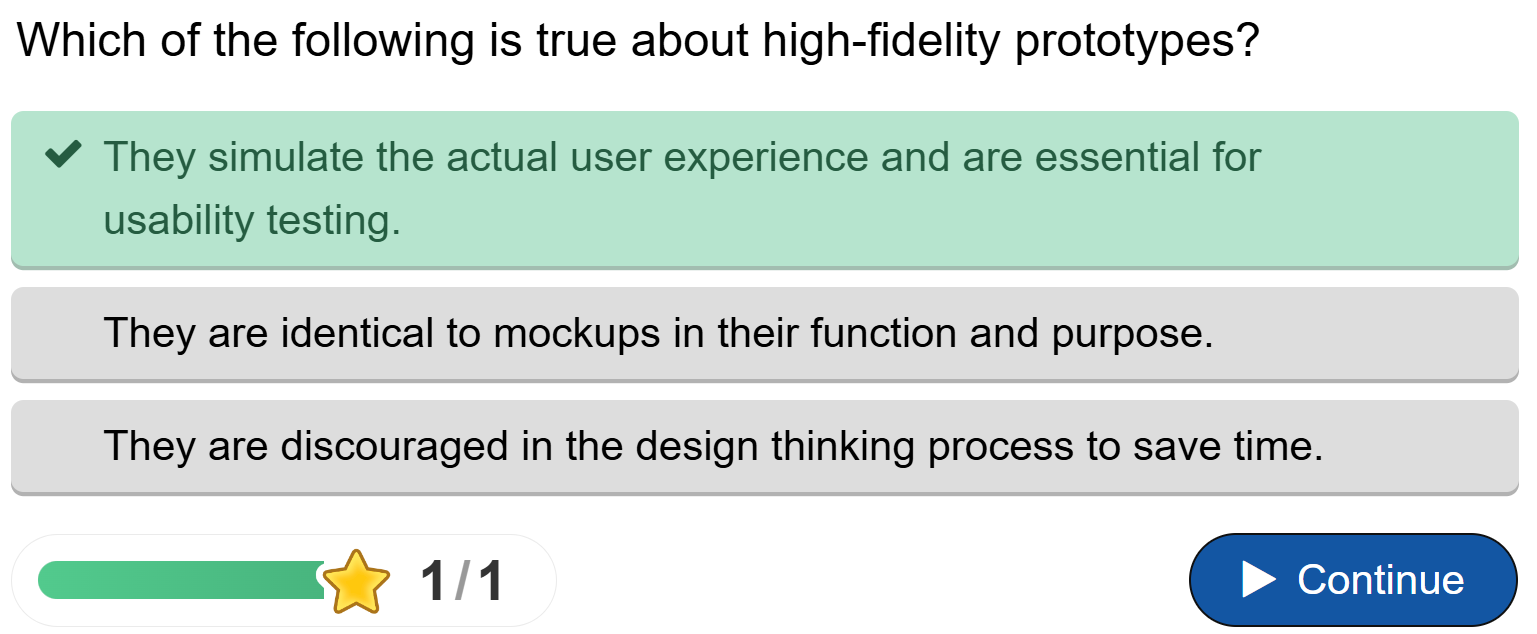 Which of the following is true about high-fidelity prototypes?
They simulate the actual user experience and are essential for
usability testing.
They are identical to mockups in their function and purpose.
They are discouraged in the design thinking process to save time.
1/1
Continue